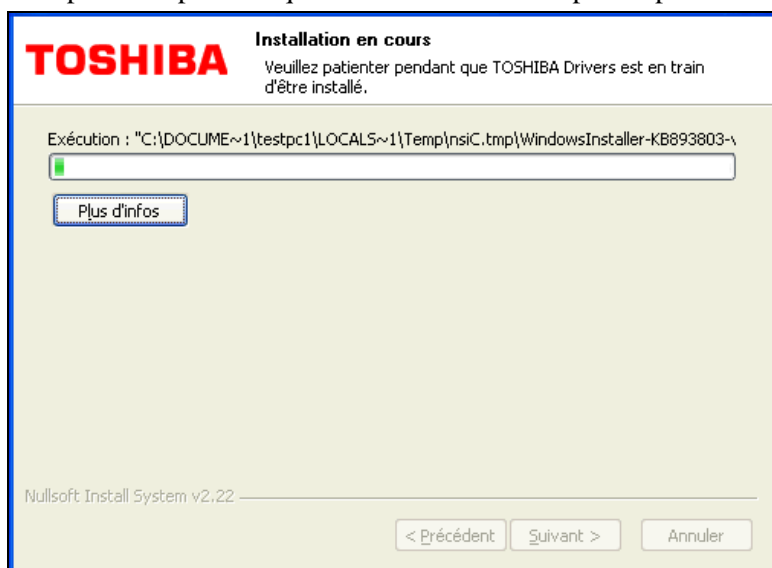 TOSHIBA
Installation en cours
Veuillez patienter pendant que TOSHIBA Drivers est en train
d'être installé.
Exécution : "C:\DOCUME~1\testpc1\LOCALS~1\Temp\nsiC.tmp\WindowsInstaller-KB893803-
Plus d'infos
Nullsoft Install System v2.22
< Précédent
Suivant >
Annuler